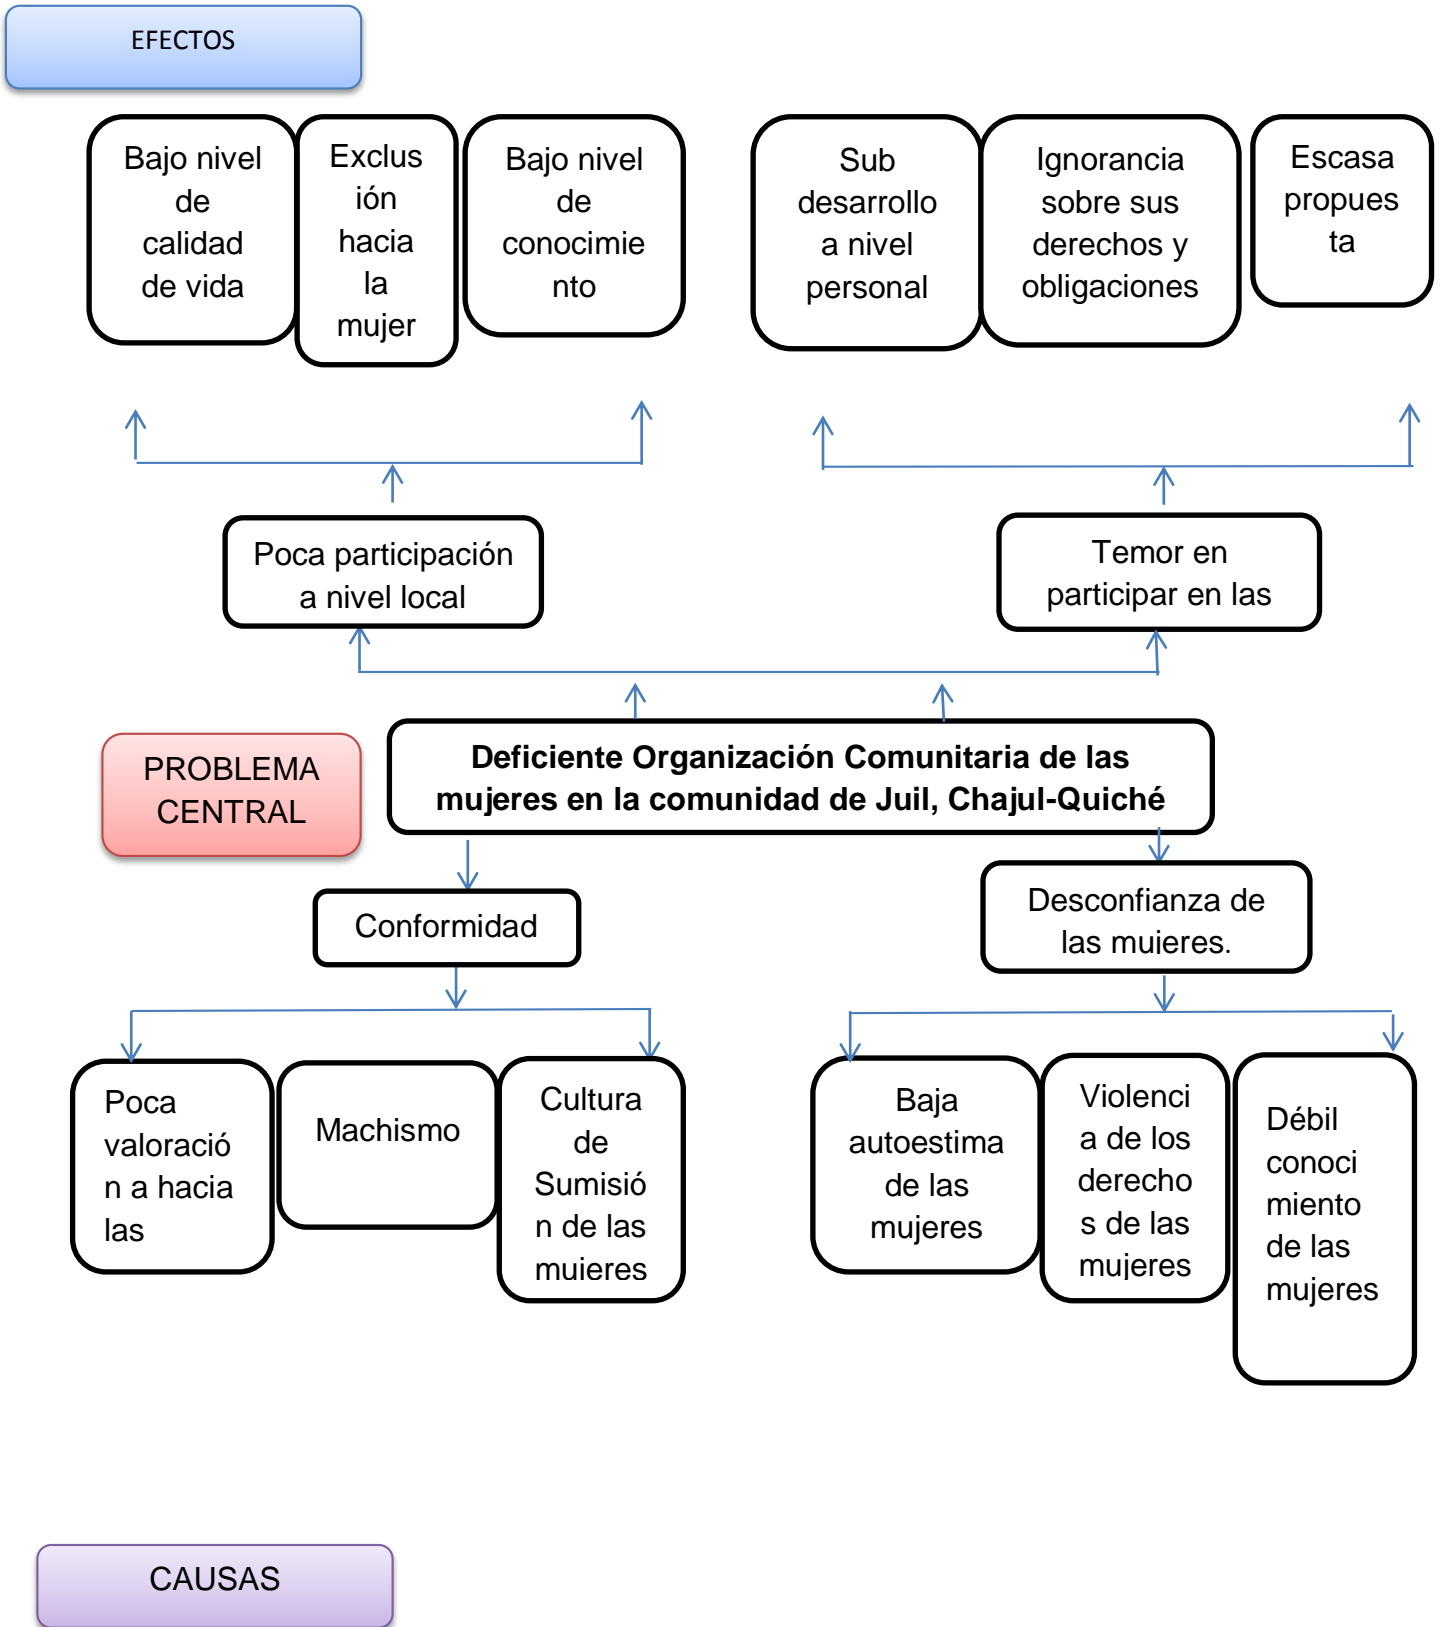 EFECTOS
Bajo nivel
de
calidad
de vida
Exclus
ión
hacia
la
mujer
Bajo nivel
de
conocimie
nto
Sub
desarrollo
a nivel
personal
Ignorancia
sobre sus
derechos y
obligaciones
Escasa
propues
ta
Poca participación
a nivel local
Temor en
participar en las
PROBLEMA
CENTRAL
Deficiente Organización Comunitaria de las
mujeres en la comunidad de Juil, Chajul-Quiché
Conformidad
Desconfianza de
las mujeres.
Poca
valoració
n a hacia
las
Machismo
Cultura
de
Sumisió
n de las
mujeres
Baja
autoestima
de las
mujeres
Violenci
a de los
derecho
s de las
mujeres
Débil
conoci
miento
de las
mujeres
CAUSAS